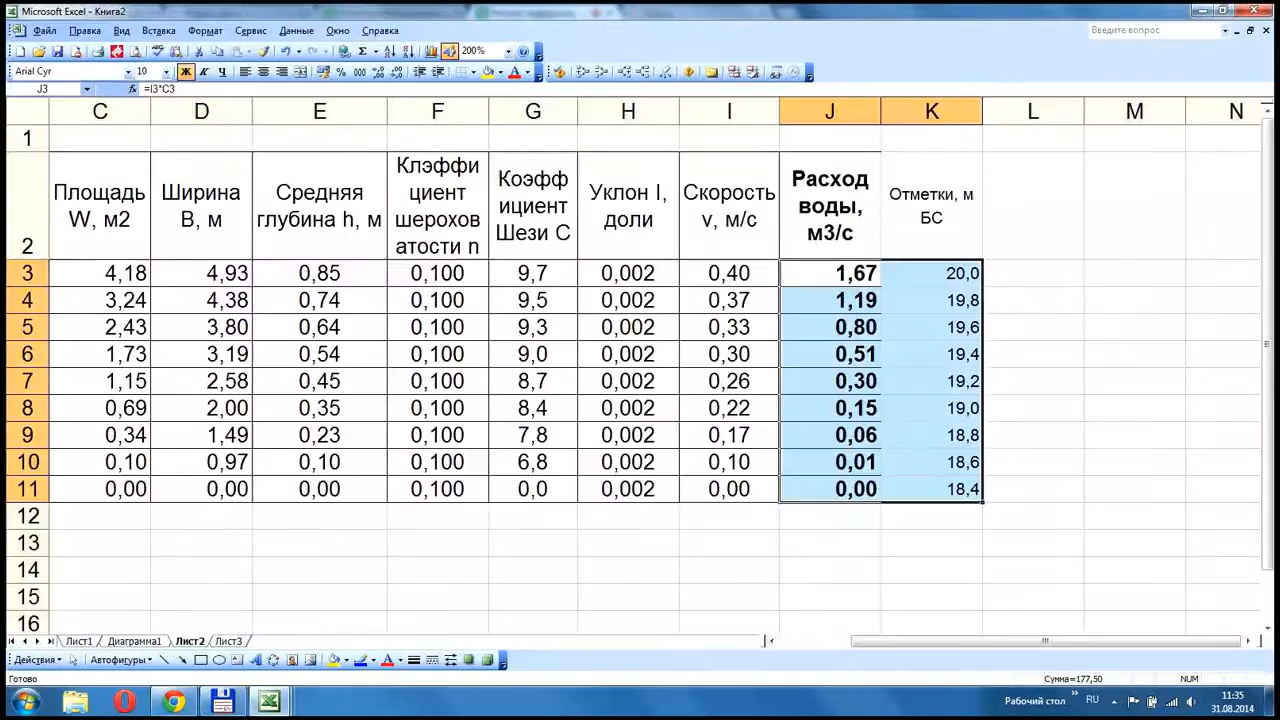 Microsoft Excel - Книга2
Файл Правка Вид Вставка Формат Сервис Данные Окно Справка Введите вопрос
200%
Arial Cyr 10 Ж К Ч
J3 fx =I3*C3
C D E F G H I J K L M N
1
2 Площадь W, м2 Ширина B, м Средняя глубина h, м Клэффи циент шерохов атости n Коэфф ициент Шези C Уклон I, доли Скорость v, м/с Расход воды, м3/с Отметки, м БС
3 4,18 4,93 0,85 0,100 9,7 0,002 0,40 1,67 20,0
4 3,24 4,38 0,74 0,100 9,5 0,002 0,37 1,19 19,8
5 2,43 3,80 0,64 0,100 9,3 0,002 0,33 0,80 19,6
6 1,73 3,19 0,54 0,100 9,0 0,002 0,30 0,51 19,4
7 1,15 2,58 0,45 0,100 8,7 0,002 0,26 0,30 19,2
8 0,69 2,00 0,35 0,100 8,4 0,002 0,22 0,15 19,0
9 0,34 1,49 0,23 0,100 7,8 0,002 0,17 0,06 18,8
10 0,10 0,97 0,10 0,100 6,8 0,002 0,10 0,01 18,6
11 0,00 0,00 0,00 0,100 0,0 0,002 0,00 0,00 18,4
12
13
14
15
16
Лист1 Диаграмма1 Лист2 Лист3
Действия Автофигуры
Готово Сумма=177,50 NUM
Рабочий стол RU 11:35
31.08.2014